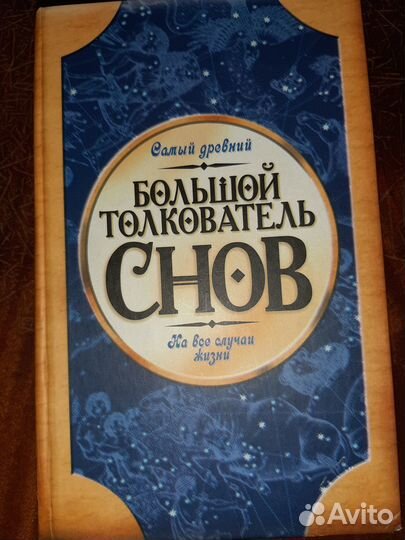 Самый древний
БОЛЬШОЙ
ТОЛКОВАТЕЛЬ
СНОВ
На все случаи
жизни
Avito